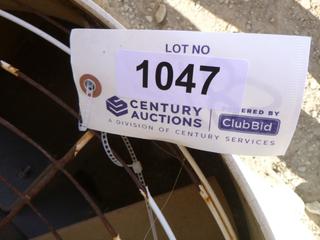 LOT NO
1047
CENTURY
AUCTIONS
A DIVISION OF CENTURY SERVICES
ERED BY
ClubBid